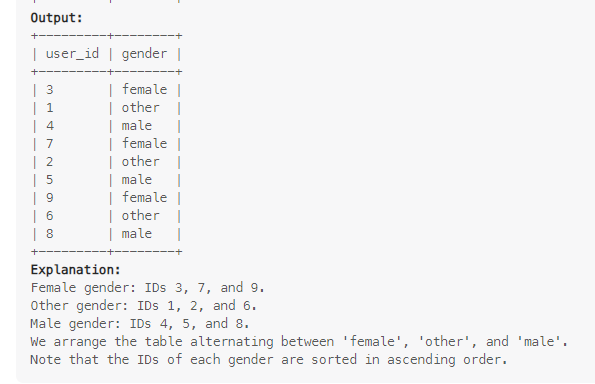 Output:
+---------+--------+
| user_id | gender |
+---------+--------+
| 3       | female |
| 1       | other  |
| 4       | male   |
| 7       | female |
| 2       | other  |
| 5       | male   |
| 9       | female |
| 6       | other  |
| 8       | male   |
+---------+--------+
Explanation:
Female gender: IDs 3, 7, and 9.
Other gender: IDs 1, 2, and 6.
Male gender: IDs 4, 5, and 8.
We arrange the table alternating between 'female', 'other', and 'male'.
Note that the IDs of each gender are sorted in ascending order.